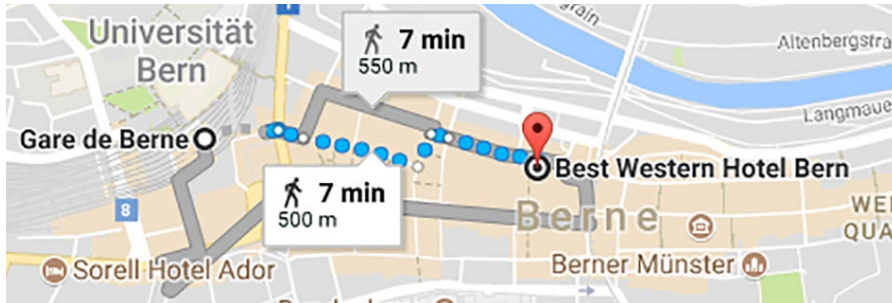 Universität
Bern
7 min
550 m
Altenbergstra
Langmaue
Gare de Berne
Best Western Hotel Bern
7 min
500 m
8
Berne
WE
QUA
Sorell Hotel Ador
Berner Münster